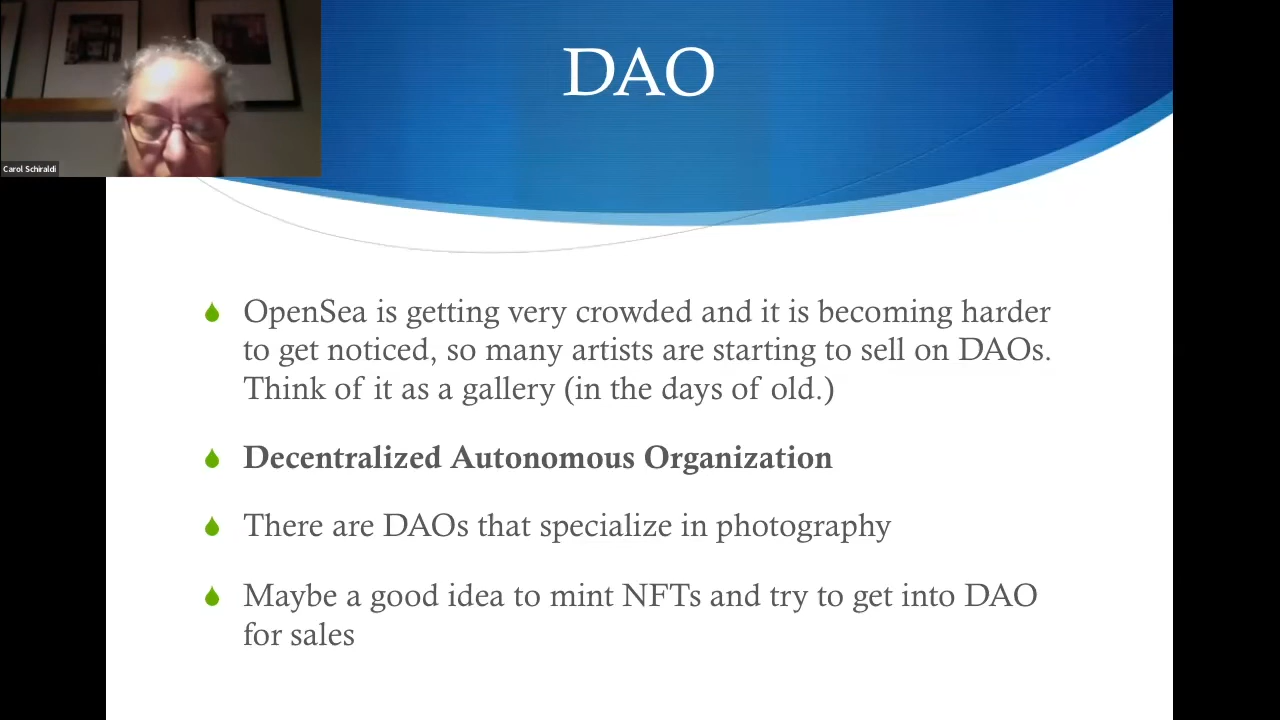 DAO
Carol Schiraldi
OpenSea is getting very crowded and it is becoming harder
to get noticed, so many artists are starting to sell on DAOs.
Think of it as a gallery (in the days of old.)
Decentralized Autonomous Organization
There are DAOs that specialize in photography
Maybe a good idea to mint NFTs and try to get into DAO
for sales